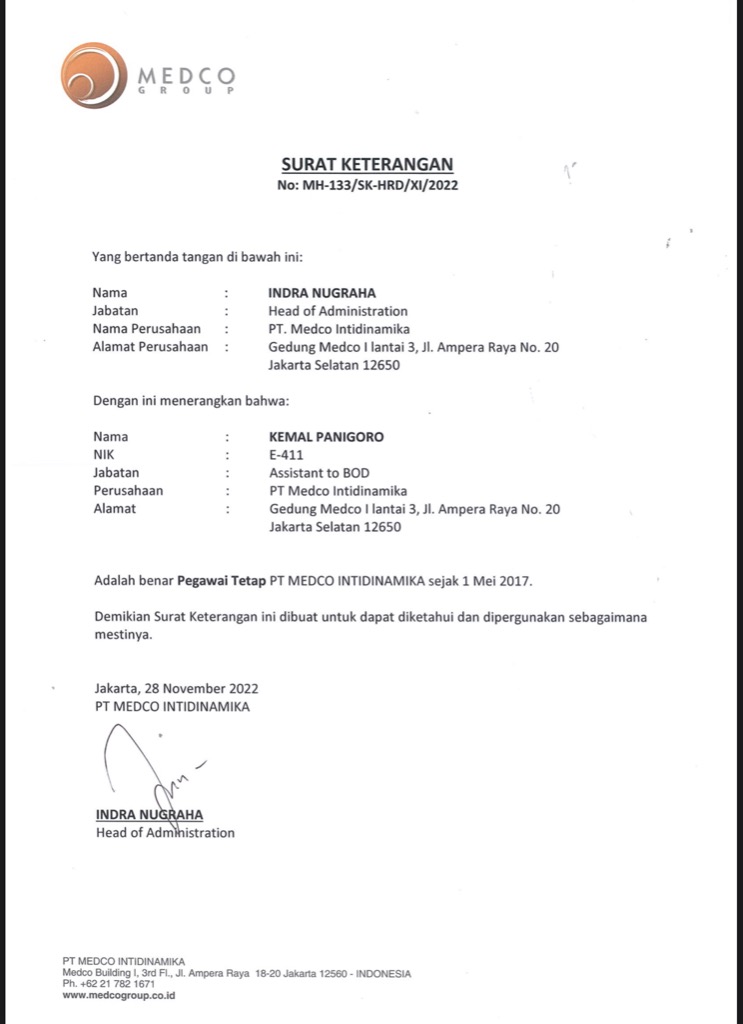 MEDCO
GROUP
SURAT KETERANGAN
No: MH-133/SK-HRD/XI/2022
Yang bertanda tangan di bawah ini:
Nama : INDRA NUGRAHA
Jabatan : Head of Administration
Nama Perusahaan : PT. Medco Intidinamika
Alamat Perusahaan : Gedung Medco I lantai 3, Jl. Ampera Raya No. 20
Jakarta Selatan 12650
Dengan ini menerangkan bahwa:
Nama : KEMAL PANIGORO
NIK : E-411
Jabatan : Assistant to BOD
Perusahaan : PT Medco Intidinamika
Alamat : Gedung Medco I lantai 3, Jl. Ampera Raya No. 20
Jakarta Selatan 12650
Adalah benar Pegawai Tetap PT MEDCO INTIDINAMIKA sejak 1 Mei 2017.
Demikian Surat Keterangan ini dibuat untuk dapat diketahui dan dipergunakan sebagaimana
mestinya.
Jakarta, 28 November 2022
PT MEDCO INTIDINAMIKA
INDRA NUGRAHA
Head of Administration
PT MEDCO INTIDINAMIKA
Medco Building I, 3rd Fl., Jl. Ampera Raya 18-20 Jakarta 12560 - INDONESIA
Ph. +62 21 782 1671
www.medcogroup.co.id